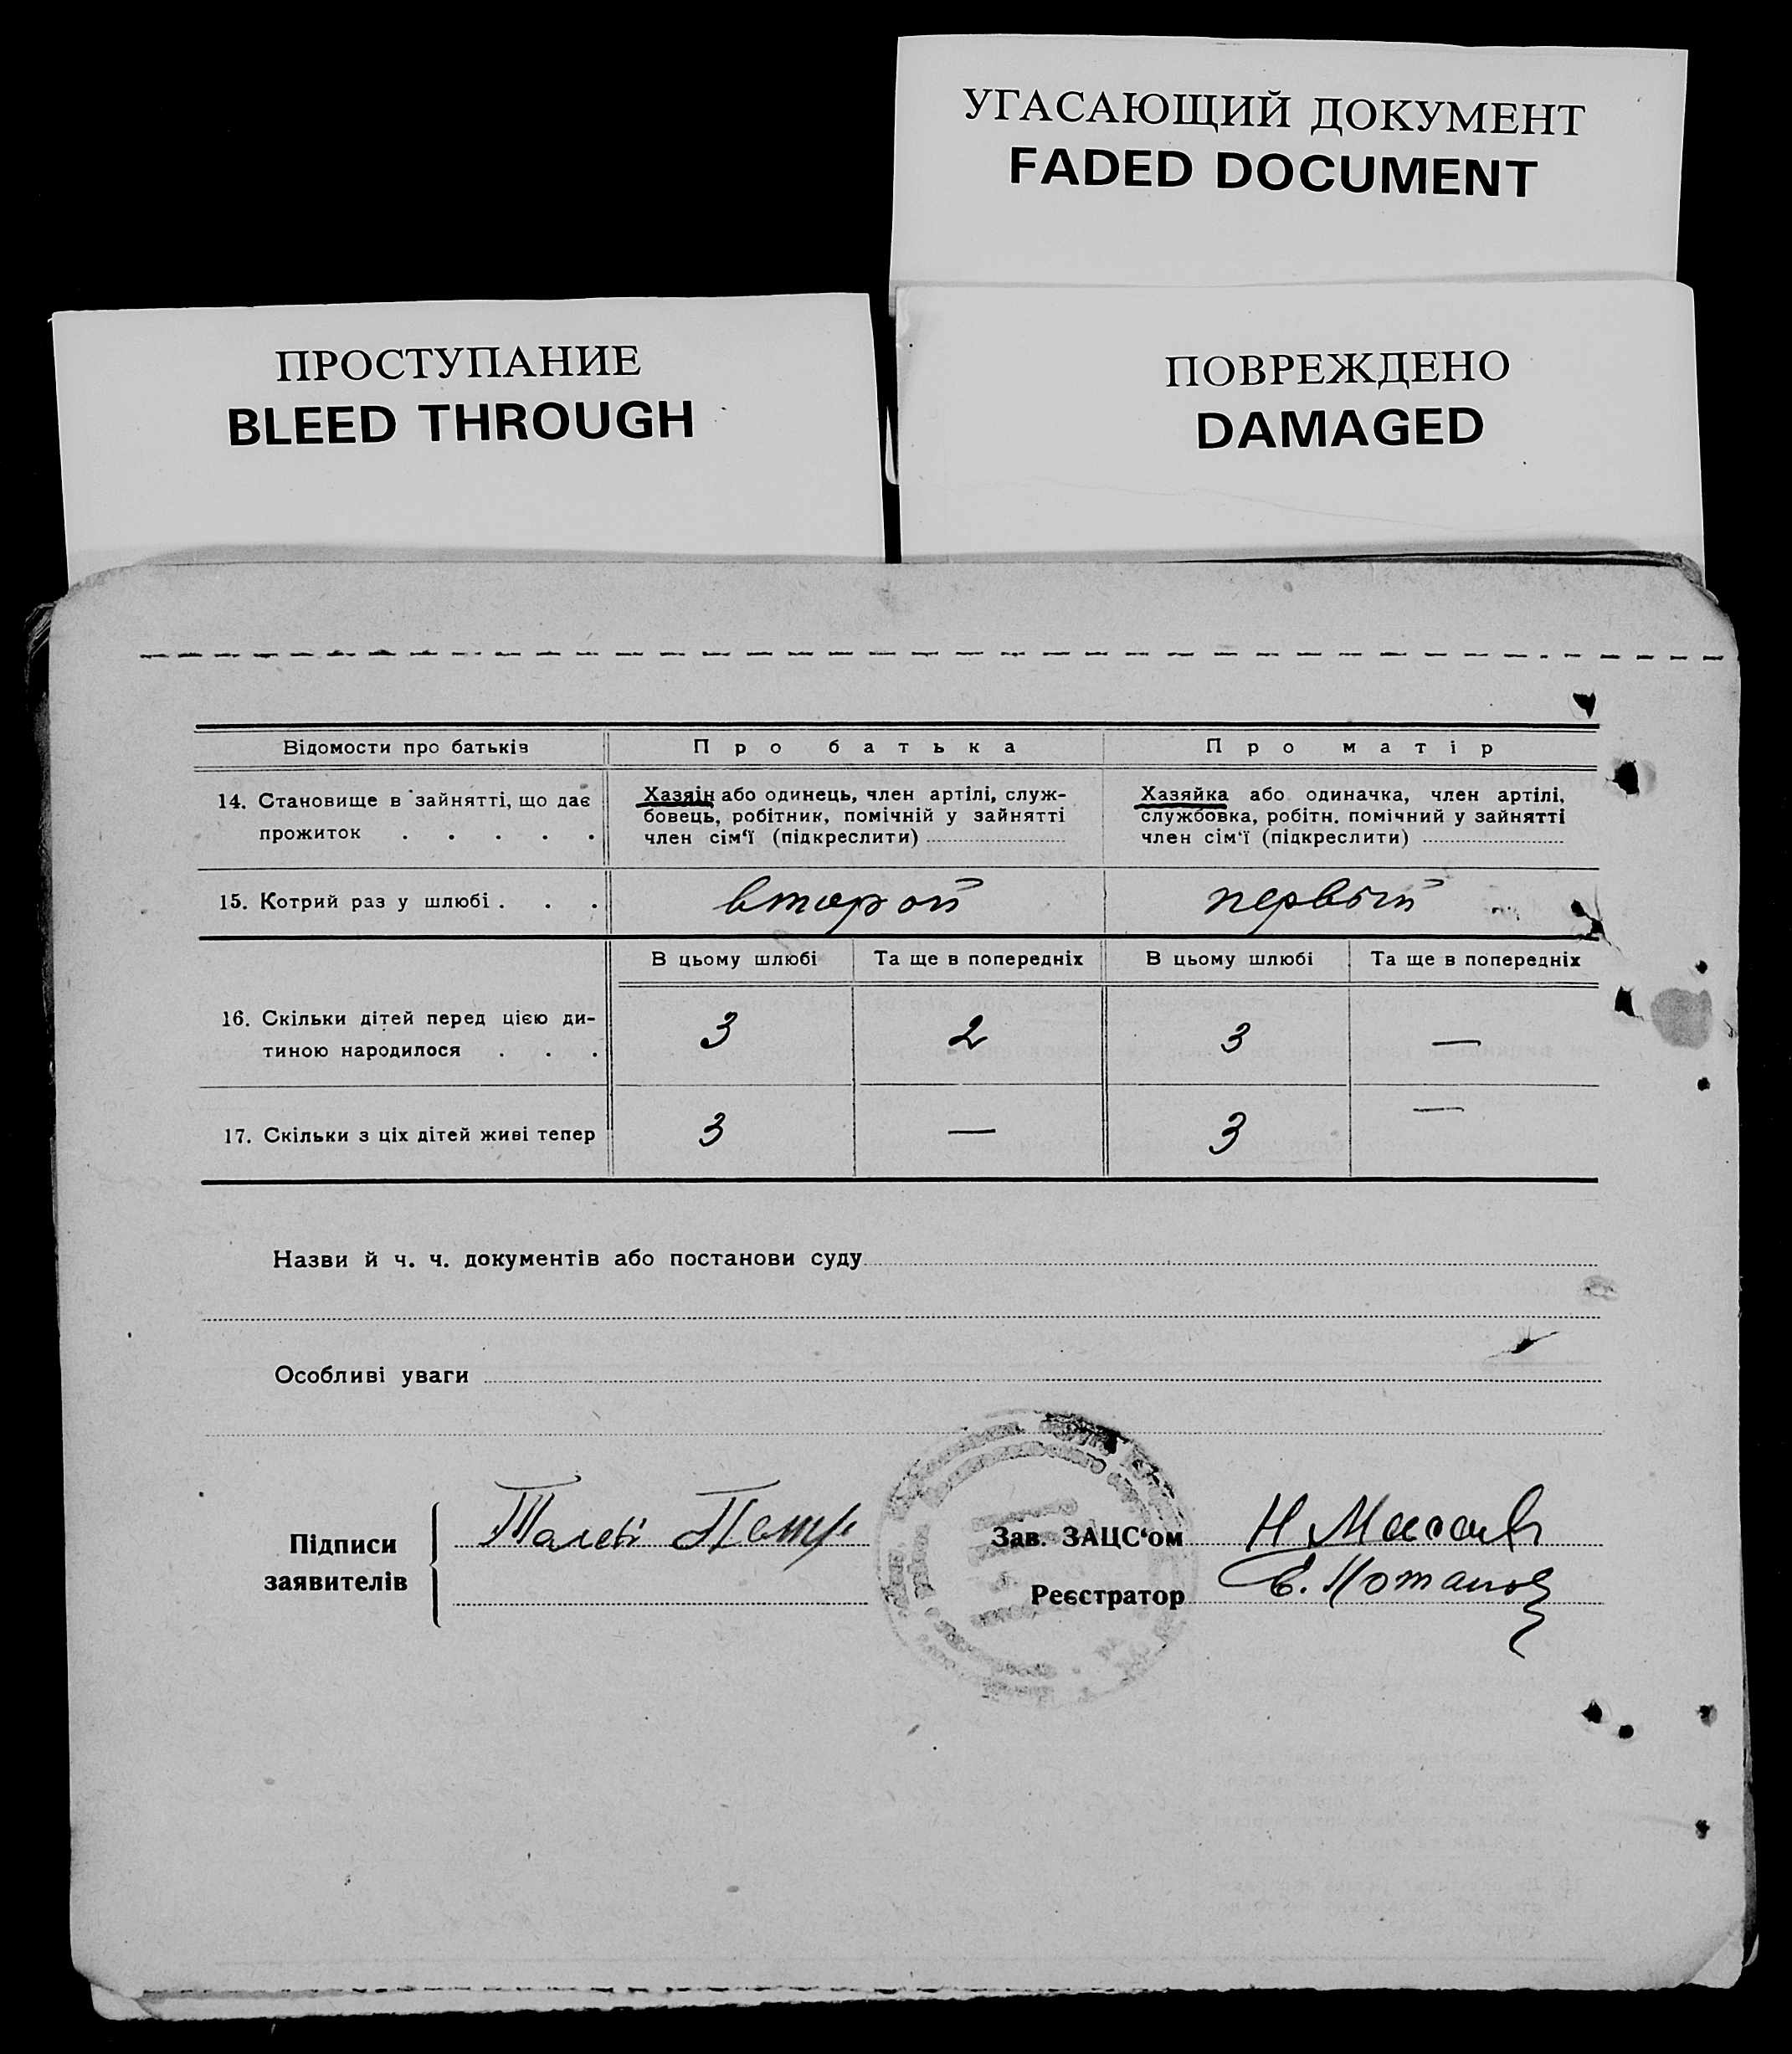 УГАСАЮЩИЙ ДОКУМЕНТ
FADED DOCUMENT
ПРОСТУПАНИЕ
BLEED THROUGH
ПОВРЕЖДЕНО
DAMAGED
Відомости про батьків Про батька Про матір
14. Становище в зайнятті, що дає
прожиток . . . . .
Хазяїн або одинець, член артілі, служ-
бовець, робітник, помічній у зайнятті
член сім‘ї (підкреслити)
Хазяйка або одиначка, член артілі,
службовка, робітн. помічний у зайнятті
член сім‘ї (підкреслити)
15. Котрий раз у шлюбі . . . второй первый
В цьому шлюбі Та ще в попередніх В цьому шлюбі Та ще в попередніх
16. Скільки дітей перед цією ди-
тиною народилося . . . 3 2 3 —
17. Скільки з ціх дітей живі тепер 3 — 3 —
Назви й ч. ч. документів або постанови суду
Особливі уваги
Підписи
заявителів
Зав. ЗАЦС‘ом Н
Реєстратор Е. Потапов